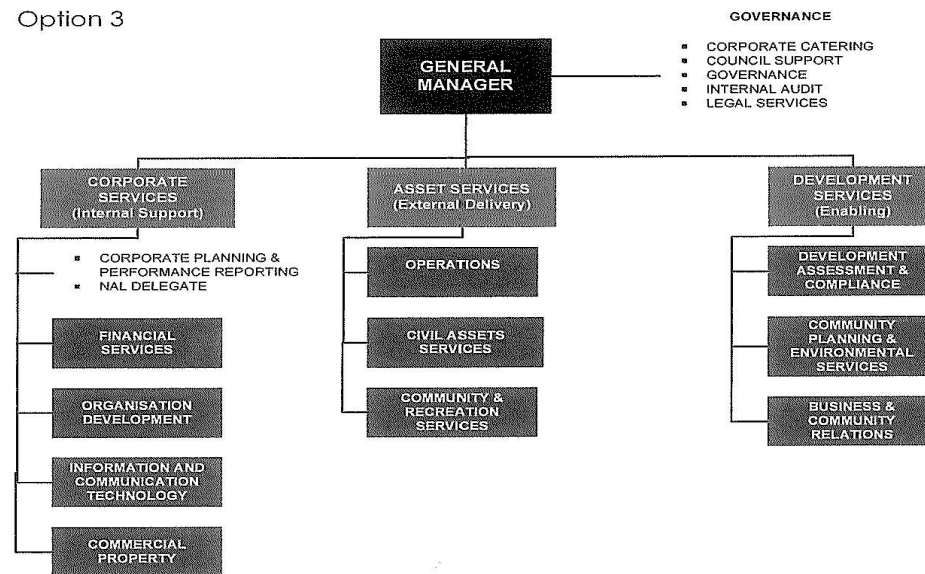 Option 3
GOVERNANCE
▪ CORPORATE CATERING
▪ COUNCIL SUPPORT
▪ GOVERNANCE
▪ INTERNAL AUDIT
▪ LEGAL SERVICES
GENERAL
MANAGER
CORPORATE
SERVICES
(Internal Support)
▪ CORPORATE PLANNING &
PERFORMANCE REPORTING
▪ NAL DELEGATE
FINANCIAL
SERVICES
ORGANISATION
DEVELOPMENT
INFORMATION AND
COMMUNICATION
TECHNOLOGY
COMMERCIAL
PROPERTY
ASSET SERVICES
(External Delivery)
OPERATIONS
CIVIL ASSETS
SERVICES
COMMUNITY &
RECREATION
SERVICES
DEVELOPMENT
SERVICES
(Enabling)
DEVELOPMENT
ASSESSMENT &
COMPLIANCE
COMMUNITY
PLANNING &
ENVIRONMENTAL
SERVICES
BUSINESS &
COMMUNITY
RELATIONS